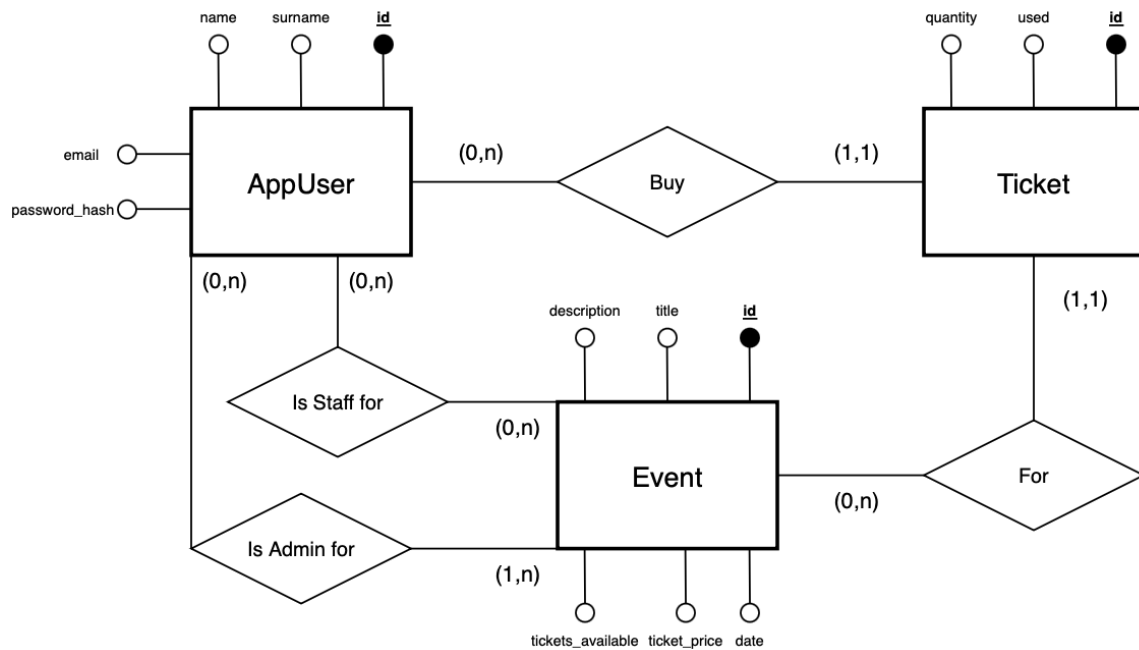 name
surname
id
quantity
used
id
email
password_hash
AppUser
(0,n)
Buy
(1,1)
Ticket
(0,n)
(0,n)
(1,1)
description
title
id
Is Staff for
(0,n)
Event
(0,n)
For
Is Admin for
(1,n)
tickets_available
ticket_price
date